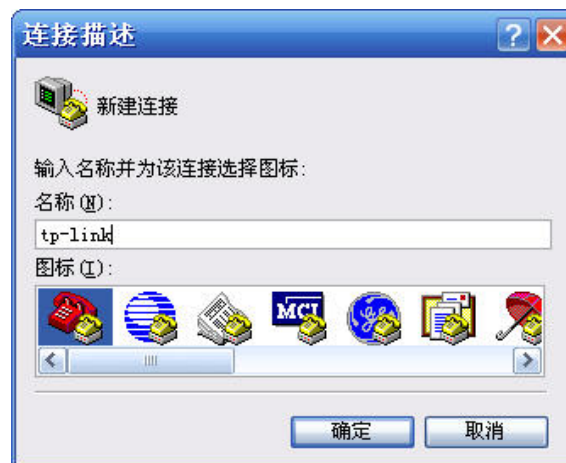 连接描述
新建连接
输入名称并为该连接选择图标:
名称(N):
tp-link
图标(I):
MCI
确定
取消